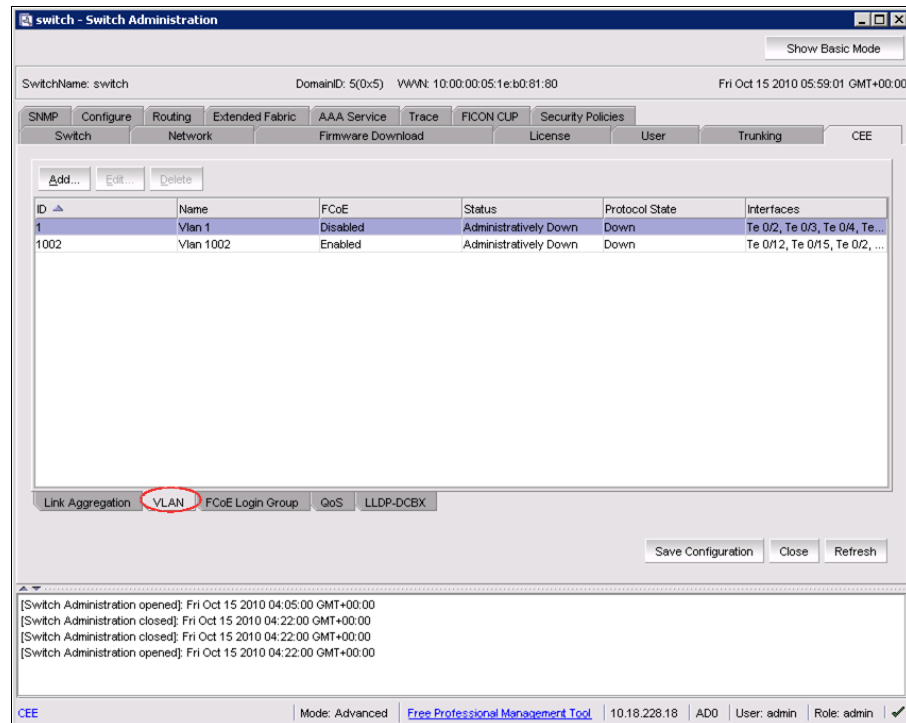 switch - Switch Administration
Show Basic Mode
SwitchName: switch DomainID: 5(0x5) WWN: 10:00:00:05:1e:b0:81:80 Fri Oct 15 2010 05:59:01 GMT+00:00
SNMP Configure Routing Extended Fabric AAA Service Trace FICON CUP Security Policies
Switch Network Firmware Download License User Trunking CEE
Add... Edit... Delete
ID Name FCoE Status Protocol State Interfaces
1 Vlan 1 Disabled Administratively Down Down Te 0/2, Te 0/3, Te 0/4, Te...
1002 Vlan 1002 Enabled Administratively Down Down Te 0/12, Te 0/15, Te 0/2, ...
Link Aggregation VLAN FCoE Login Group QoS LLDP-DCBX
Save Configuration Close Refresh
[Switch Administration opened]: Fri Oct 15 2010 04:05:00 GMT+00:00
[Switch Administration closed]: Fri Oct 15 2010 04:22:00 GMT+00:00
[Switch Administration closed]: Fri Oct 15 2010 04:22:00 GMT+00:00
[Switch Administration opened]: Fri Oct 15 2010 04:22:00 GMT+00:00
CEE Mode: Advanced Free Professional Management Tool 10.18.228.18 AD0 User: admin Role: admin